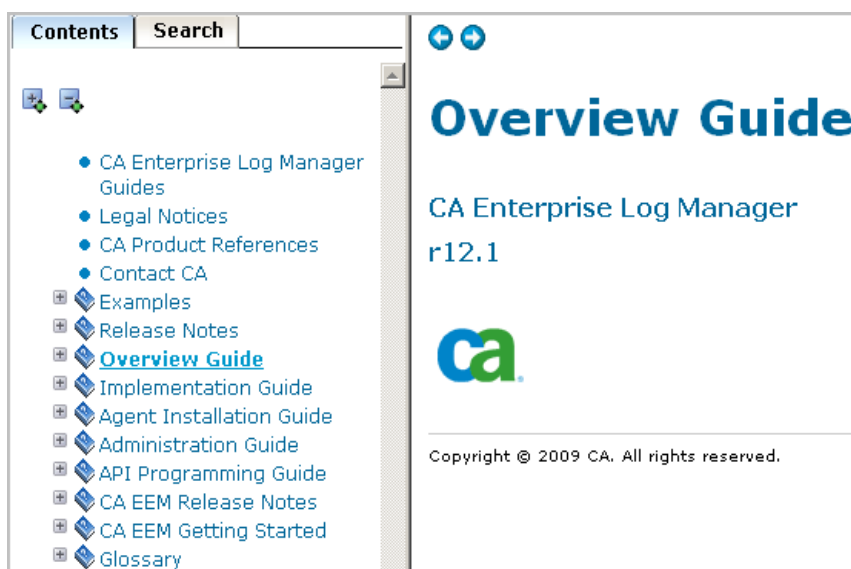 Contents
Search
CA Enterprise Log Manager
Guides
Legal Notices
CA Product References
Contact CA
Examples
Release Notes
Overview Guide
Implementation Guide
Agent Installation Guide
Administration Guide
API Programming Guide
CA EEM Release Notes
CA EEM Getting Started
Glossary
Overview Guide
CA Enterprise Log Manager
r12.1
ca
Copyright © 2009 CA. All rights reserved.